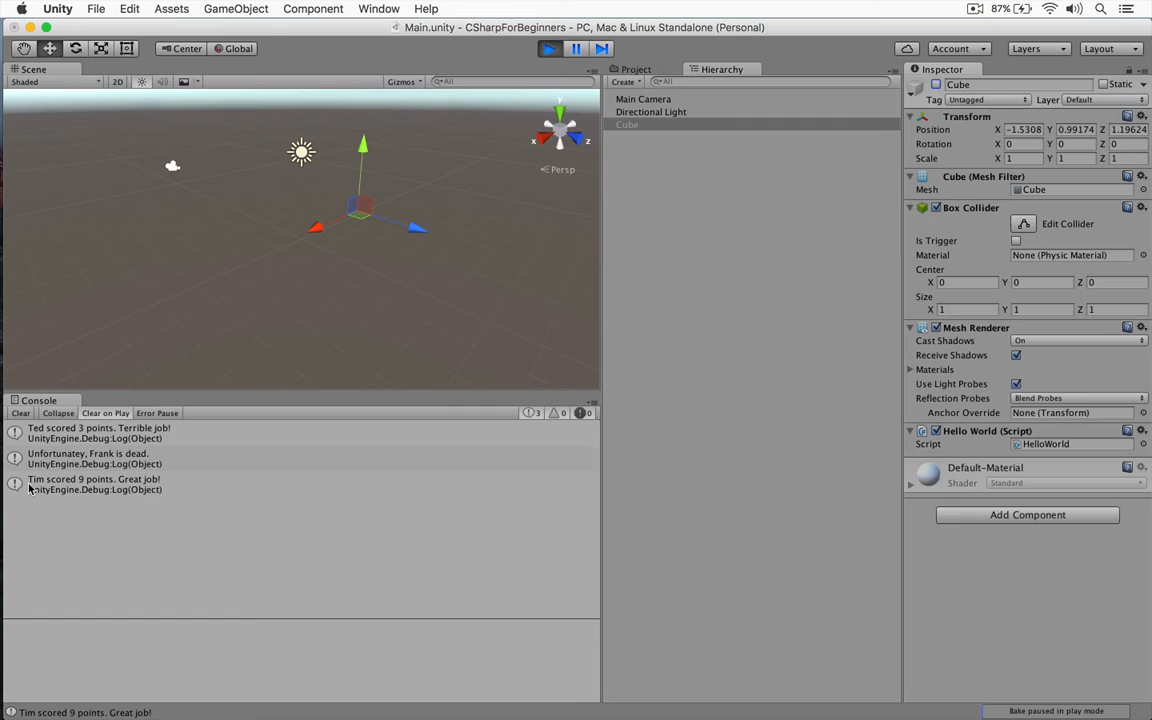 Unity File Edit Assets GameObject Component Window Help 87%
Main.unity - CSharpForBeginners - PC, Mac & Linux Standalone (Personal)
Center Global Account Layers Layout
Scene
Shaded 2D Gizmos All
y
x z
Persp
Project Hierarchy
Create All
Main Camera
Directional Light
Cube
Inspector
Cube Static
Tag Untagged Layer Default
Transform
Position X -1.5308 Y 0.99174 Z 1.19624
Rotation X 0 Y 0 Z 0
Scale X 1 Y 1 Z 1
Cube (Mesh Filter)
Mesh Cube
Box Collider
Edit Collider
Is Trigger
Material None (Physic Material)
Center
X 0 Y 0 Z 0
Size
X 1 Y 1 Z 1
Mesh Renderer
Cast Shadows On
Receive Shadows
Materials
Use Light Probes
Reflection Probes Blend Probes
Anchor Override None (Transform)
Hello World (Script)
Script HelloWorld
Default-Material
Shader Standard
Add Component
Console
Clear Collapse Clear on Play Error Pause 3 0 0
Ted scored 3 points. Terrible job!
UnityEngine.Debug:Log(Object)
Unfortunatey, Frank is dead.
UnityEngine.Debug:Log(Object)
Tim scored 9 points. Great job!
UnityEngine.Debug:Log(Object)
Tim scored 9 points. Great job!
Bake paused in play mode